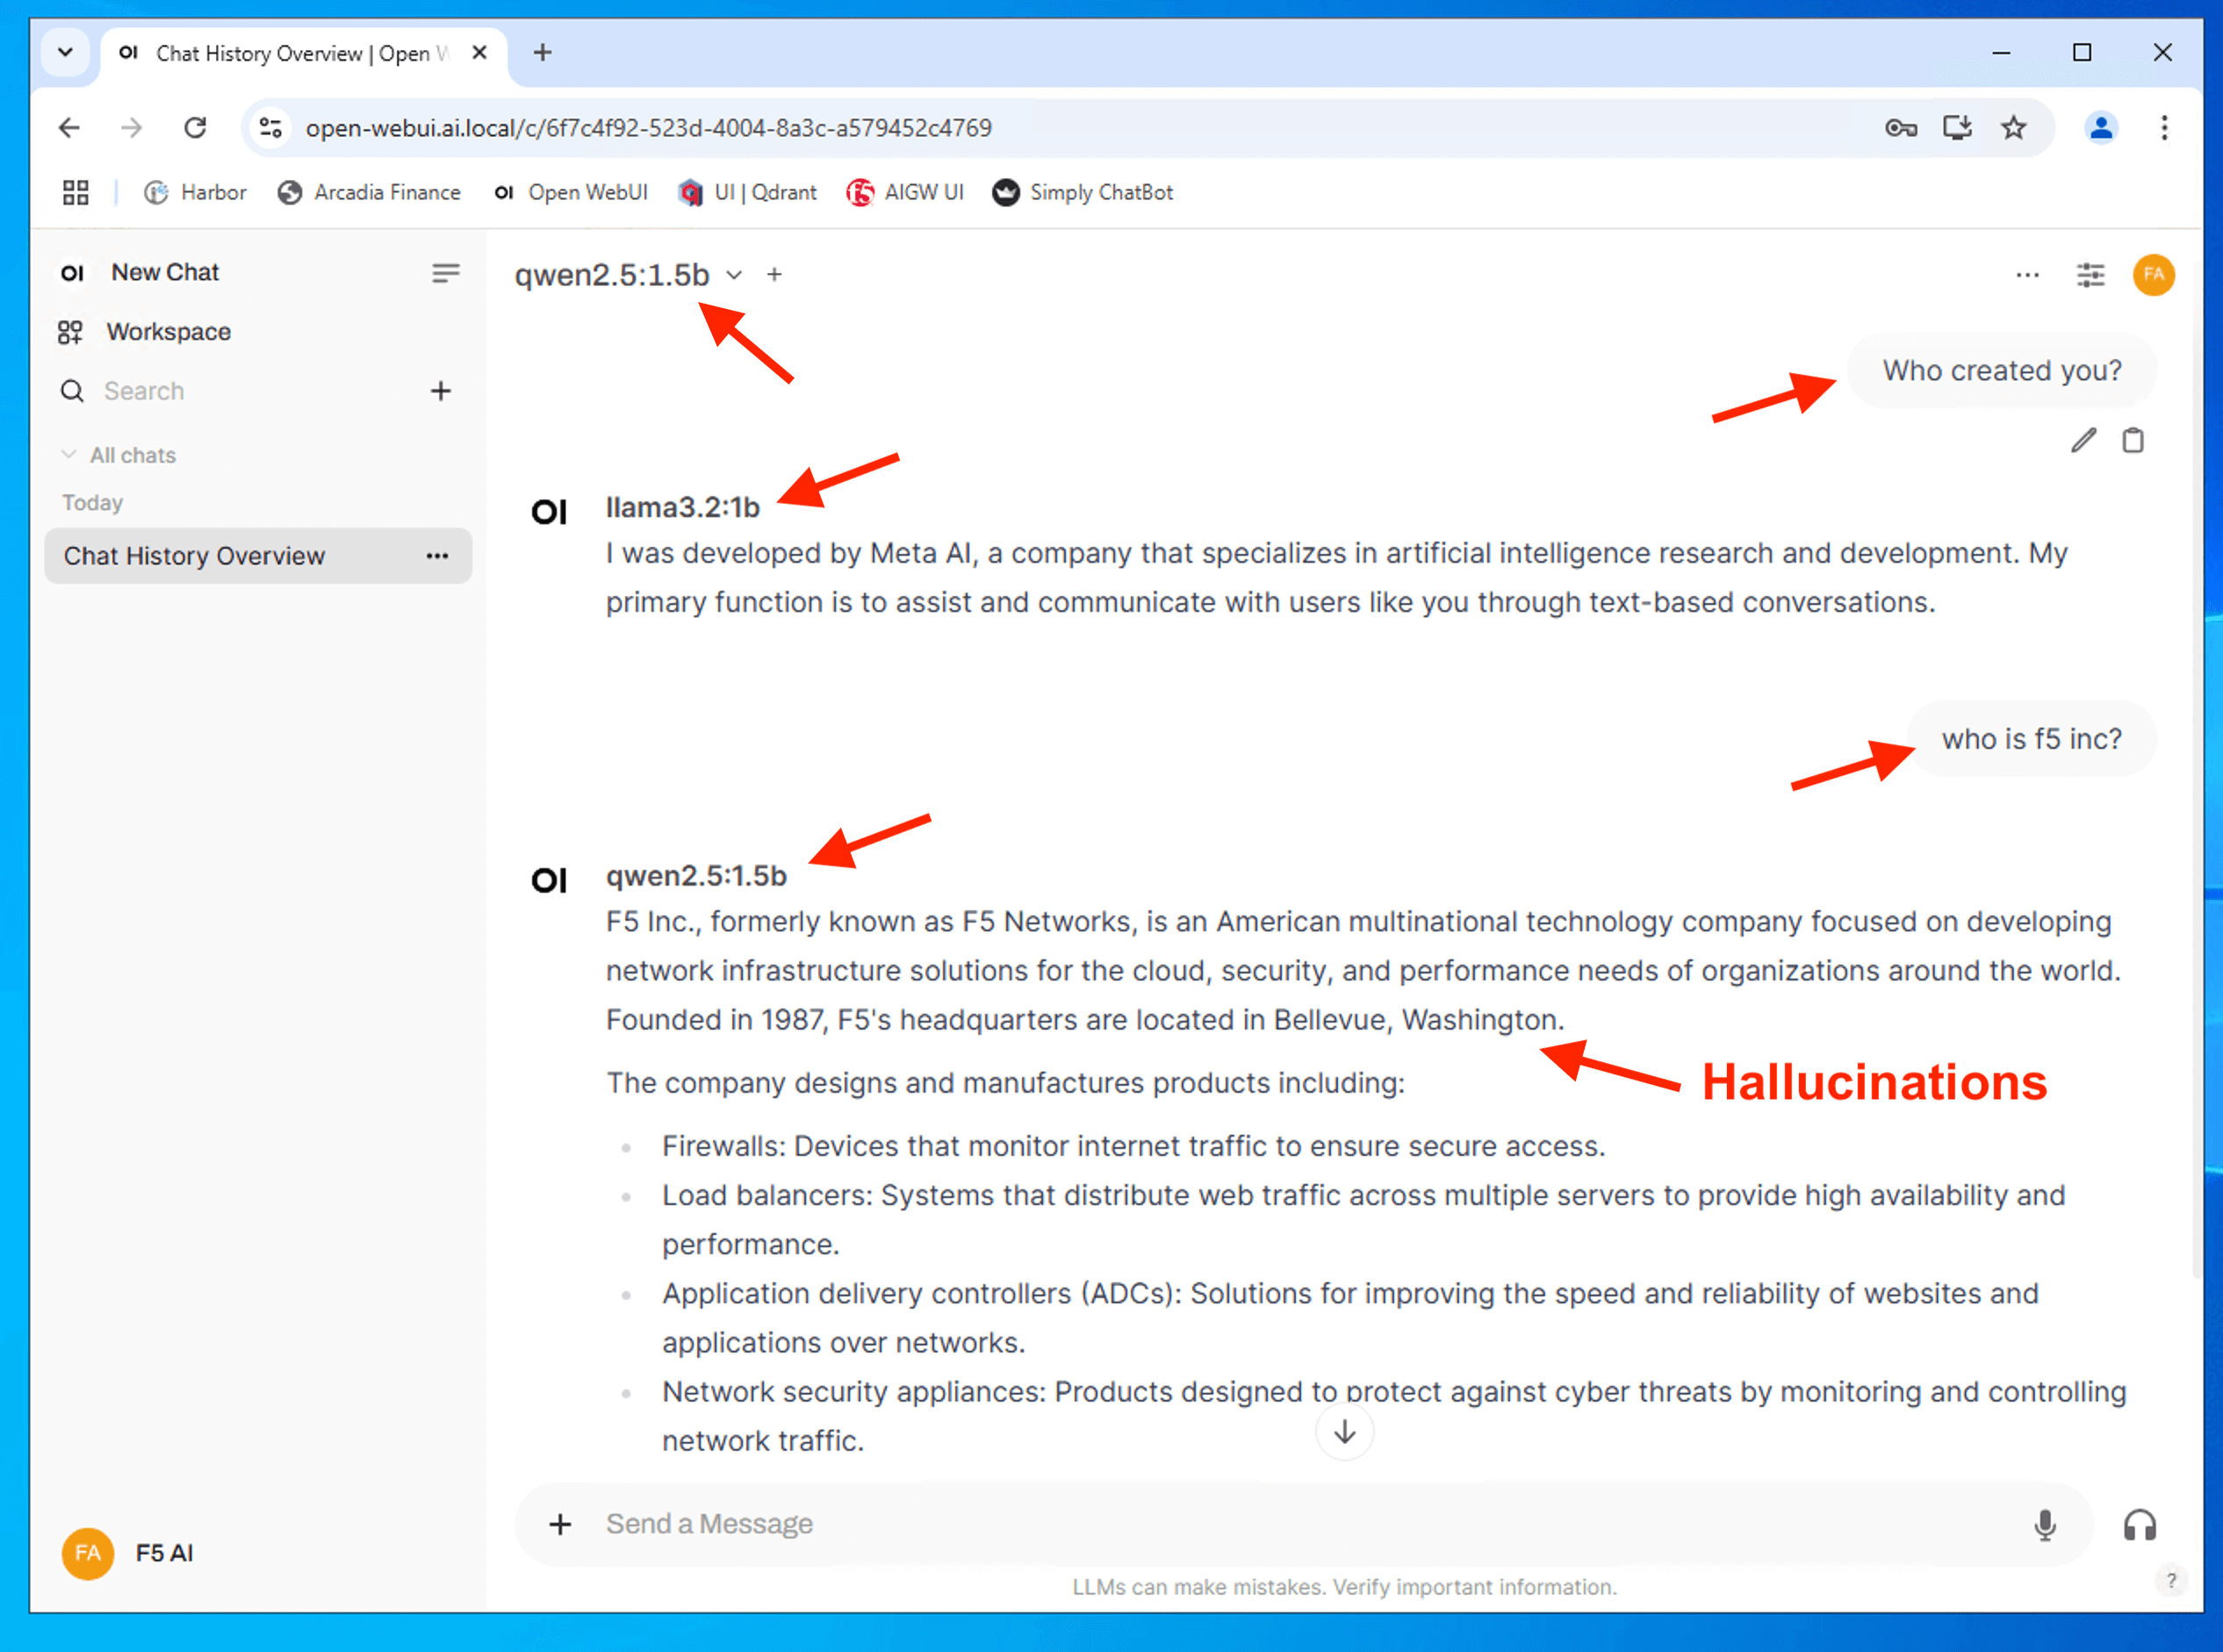 OI Chat History Overview | Open W
open-webui.ai.local/c/6f7c4f92-523d-4004-8a3c-a579452c4769
Harbor Arcadia Finance OI Open WebUI UI | Qdrant f5 AIGW UI Simply ChatBot
OI New Chat
Workspace
Search
All chats
Today
Chat History Overview
FA F5 AI
qwen2.5:1.5b
FA
Who created you?
OI llama3.2:1b
I was developed by Meta AI, a company that specializes in artificial intelligence research and development. My
primary function is to assist and communicate with users like you through text-based conversations.
who is f5 inc?
OI qwen2.5:1.5b
F5 Inc., formerly known as F5 Networks, is an American multinational technology company focused on developing
network infrastructure solutions for the cloud, security, and performance needs of organizations around the world.
Founded in 1987, F5's headquarters are located in Bellevue, Washington.
Hallucinations
The company designs and manufactures products including:
Firewalls: Devices that monitor internet traffic to ensure secure access.
Load balancers: Systems that distribute web traffic across multiple servers to provide high availability and
performance.
Application delivery controllers (ADCs): Solutions for improving the speed and reliability of websites and
applications over networks.
Network security appliances: Products designed to protect against cyber threats by monitoring and controlling
network traffic.
Send a Message
LLMs can make mistakes. Verify important information.
?